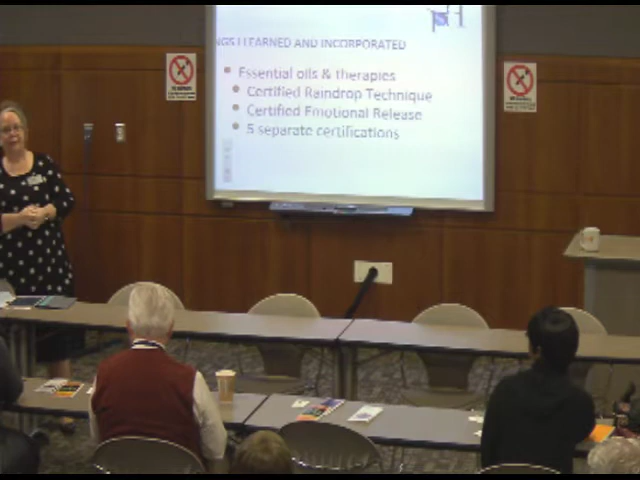 NGS I LEARNED AND INCORPORATED
Essential oils & therapies
Certified Raindrop Technique
Certified Emotional Release
5 separate certifications